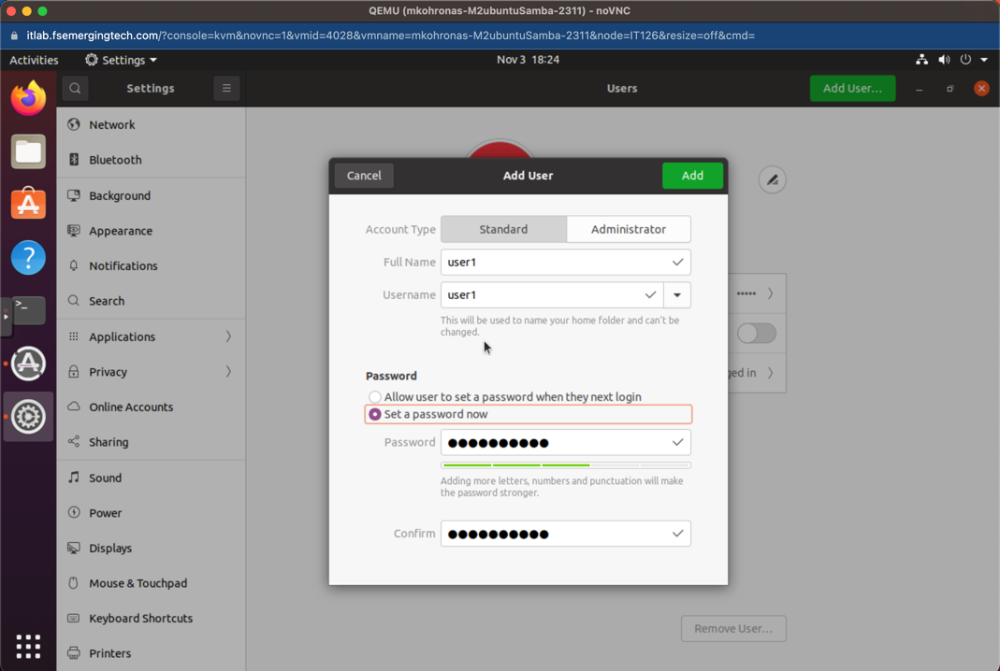 QEMU (mkohronas-M2ubuntuSamba-2311) - noVNC
itlab.fsemergingtech.com/?console=kvm&novnc=1&vmid=4028&vmname=mkohronas-M2ubuntuSamba-2311&node=IT126&resize=off&cmd=
Activities Settings Nov 3 18:24
Settings Users Add User...
Network
Bluetooth
Background
Appearance
Notifications
Search
Applications
Privacy
Online Accounts
Sharing
Sound
Power
Displays
Mouse & Touchpad
Keyboard Shortcuts
Printers
Cancel Add User Add
Account Type Standard Administrator
Full Name user1
Username user1
This will be used to name your home folder and can't be
changed.
Password
Allow user to set a password when they next login
Set a password now
Password ●●●●●●●●●●
Adding more letters, numbers and punctuation will make
the password stronger.
Confirm ●●●●●●●●●●
•••••
ged in
Remove User...